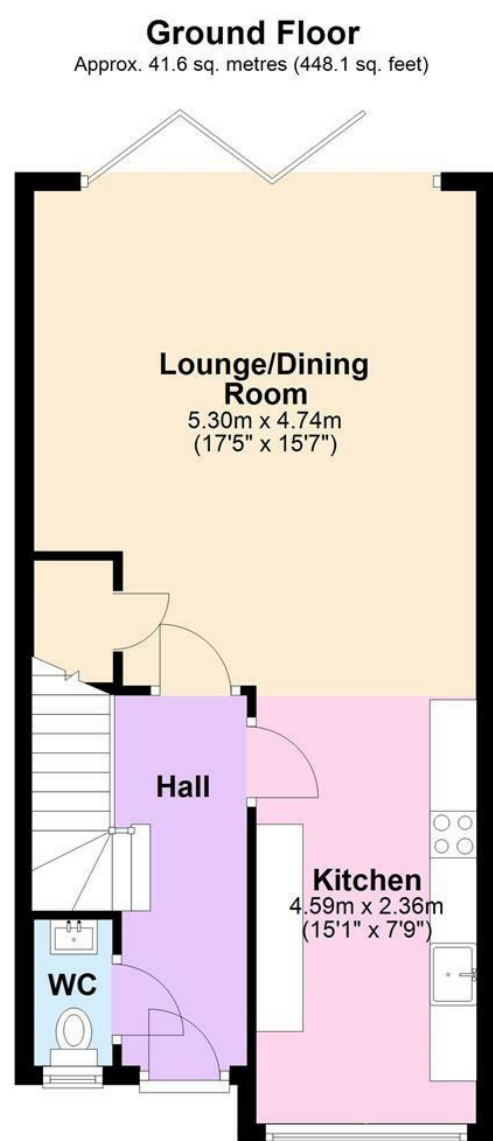 Ground Floor
Approx. 41.6 sq. metres (448.1 sq. feet)
Lounge/Dining
Room
5.30m x 4.74m
(17'5" x 15'7")
Hall
Kitchen
4.59m x 2.36m
(15'1" x 7'9")
WC